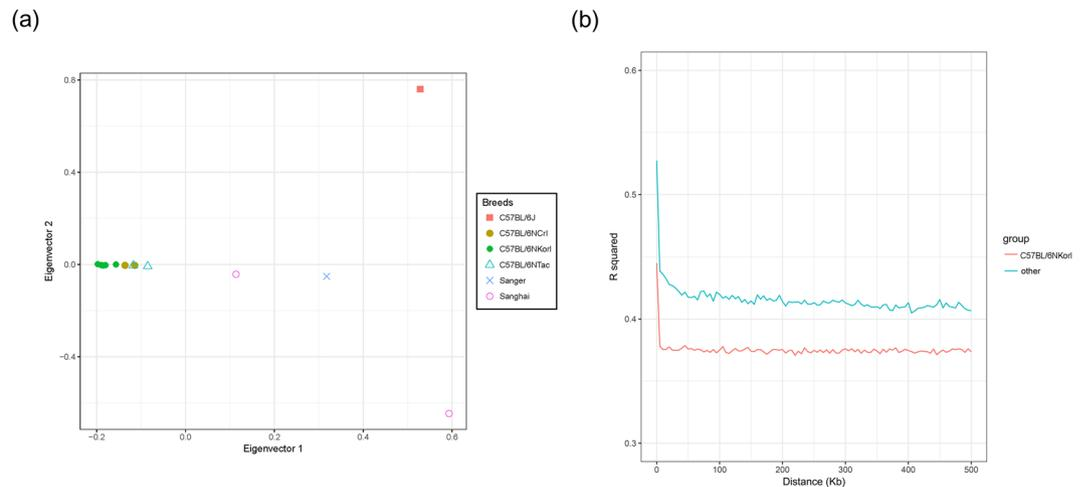 (a)
(b)
0.8
0.4
0.0
−0.4
Eigenvector 2
−0.2
0.0
0.2
0.4
0.6
Eigenvector 1
Breeds
C57BL/6J
C57BL/6NCrl
C57BL/6NKorl
C57BL/6NTac
Sanger
Sanghai
0.6
0.5
0.4
0.3
R squared
0
100
200
300
400
500
Distance (Kb)
group
C57BL/6NKorl
other